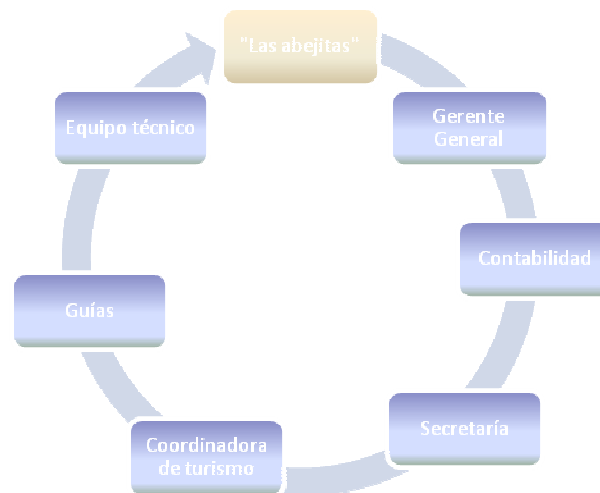 "Las abejitas"
Gerente
General
Contabilidad
Secretaría
Coordinadora
de turismo
Guías
Equipo técnico